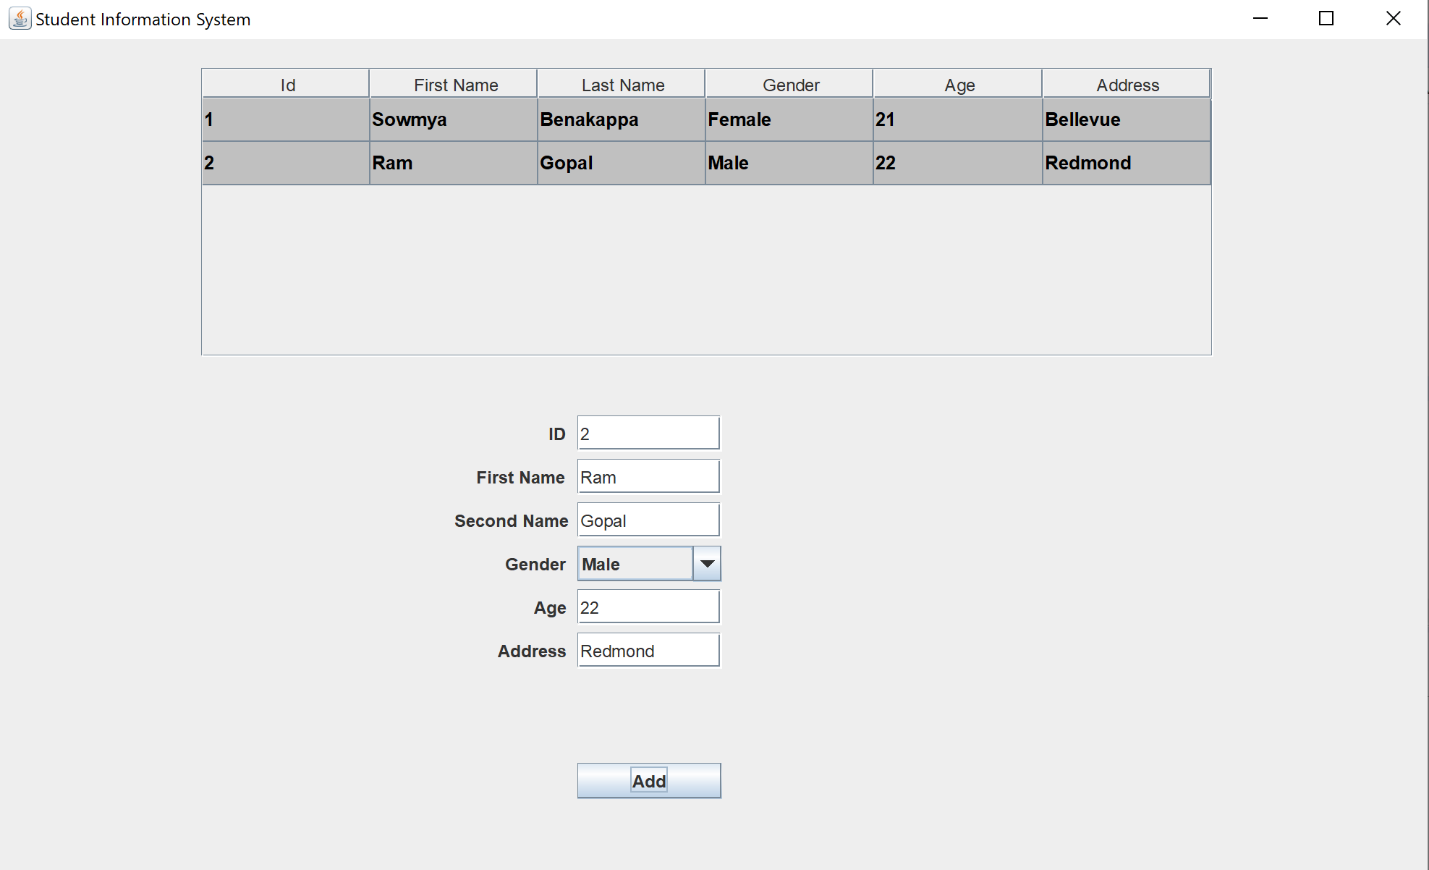 Student Information System
Id First Name Last Name Gender Age Address
1 Sowmya Benakappa Female 21 Bellevue
2 Ram Gopal Male 22 Redmond
ID 2
First Name Ram
Second Name Gopal
Gender Male
Age 22
Address Redmond
Add